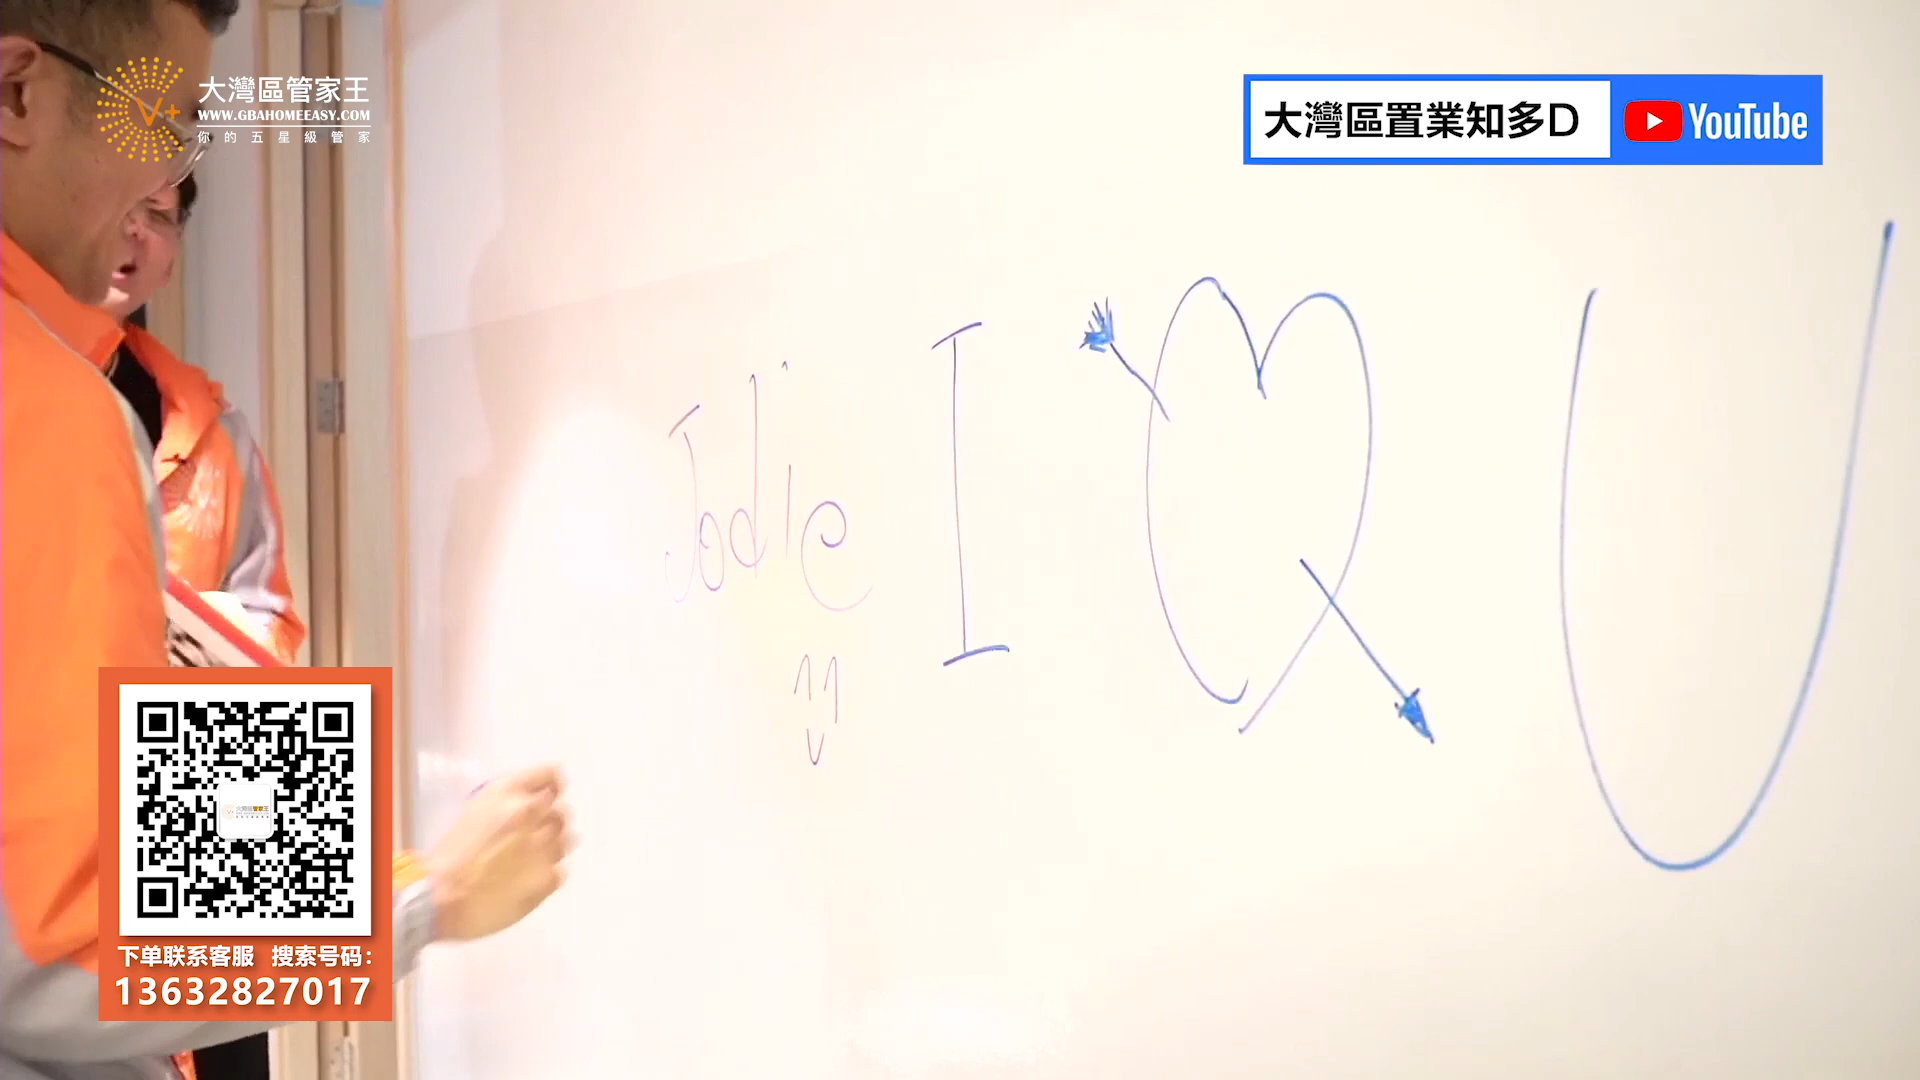 大灣區管家王
WWW.GBAHOMEEASY.COM
你的五星級管家
大灣區置業知多D
YouTube
Jodie I U
下单联系客服 搜索号码:
13632827017